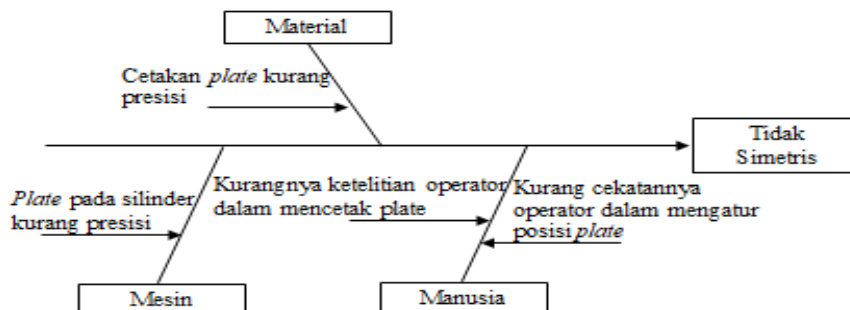 Material
Cetakan plate kurang
presisi
Tidak
Simetris
Plate pada silinder
kurang presisi
Kurangnya ketelitian operator
dalam mencetak plate
Kurang cekatannya
operator dalam mengatur
posisi plate
Mesin
Manusia